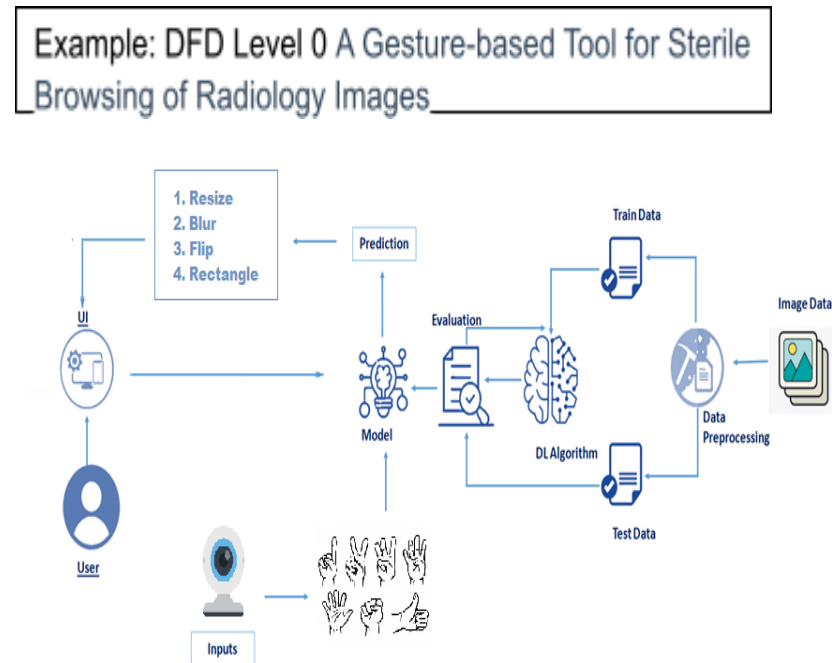 Example: DFD Level 0 A Gesture-based Tool for Sterile
Browsing of Radiology Images
1. Resize
2. Blur
3. Flip
4. Rectangle
Prediction
Train Data
Image Data
UI
Evaluation
Model
DL Algorithm
Data
Preprocessing
Test Data
User
Inputs